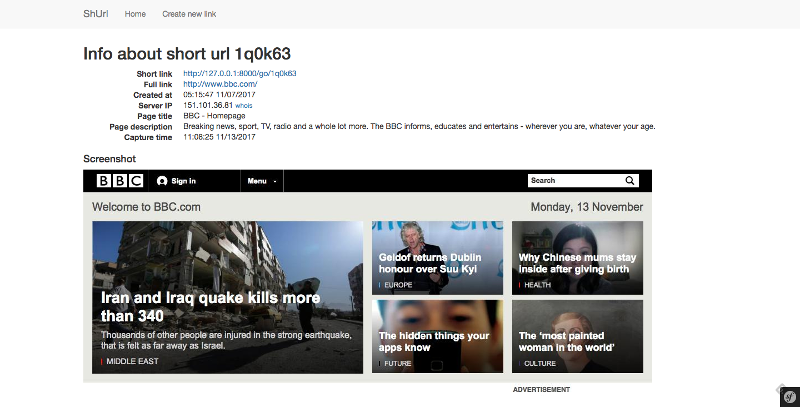 ShUrl Home Create new link
Info about short url 1q0k63
Short link http://127.0.0.1:8000/go/1q0k63
Full link http://www.bbc.com/
Created at 05:15:47 11/07/2017
Server IP 151.101.36.81 whois
Page title BBC - Homepage
Page description Breaking news, sport, TV, radio and a whole lot more. The BBC informs, educates and entertains - wherever you are, whatever your age.
Capture time 11:08:25 11/13/2017
Screenshot
BBC Sign in Menu Search
Welcome to BBC.com Monday, 13 November
Iran and Iraq quake kills more
than 340
Thousands of other people are injured in the strong earthquake,
that is felt as far away as Israel.
MIDDLE EAST
Geldof returns Dublin
honour over Suu Kyi
EUROPE
Why Chinese mums stay
inside after giving birth
HEALTH
The hidden things your
apps know
FUTURE
The ‘most painted
woman in the world’
CULTURE
ADVERTISEMENT